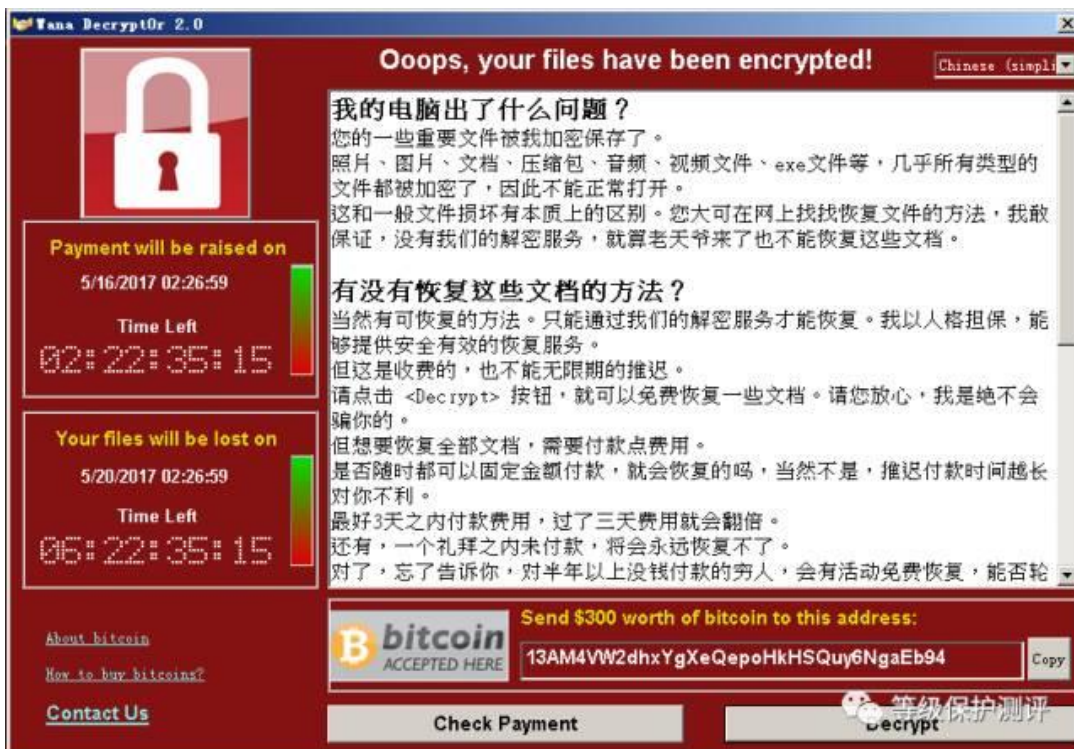 Wana Decrypt0r 2.0
Ooops, your files have been encrypted!
Chinese (simpli
我的电脑出了什么问题？
您的一些重要文件被我加密保存了。
照片、图片、文档、压缩包、音频、视频文件、exe文件等，几乎所有类型的
文件都被加密了，因此不能正常打开。
这和一般文件损坏有本质上的区别。您大可在网上找找恢复文件的方法，我敢
保证，没有我们的解密服务，就算老天爷来了也不能恢复这些文档。
有没有恢复这些文档的方法？
当然有可恢复的方法。只能通过我们的解密服务才能恢复。我以人格担保，能
够提供安全有效的恢复服务。
但这是收费的，也不能无限期的推迟。
请点击 <Decrypt> 按钮，就可以免费恢复一些文档。请您放心，我是绝不会
骗你的。
但想要恢复全部文档，需要付款点费用。
是否随时都可以固定金额付款，就会恢复的吗，当然不是，推迟付款时间越长
对你不利。
最好3天之内付款费用，过了三天费用就会翻倍。
还有，一个礼拜之内未付款，将会永远恢复不了。
对了，忘了告诉你，对半年以上没钱付款的穷人，会有活动免费恢复，能否轮
Payment will be raised on
5/16/2017 02:26:59
Time Left
02:22:35:15
Your files will be lost on
5/20/2017 02:26:59
Time Left
06:22:35:15
About bitcoin
How to buy bitcoins?
Contact Us
bitcoin
ACCEPTED HERE
Send $300 worth of bitcoin to this address:
13AM4VW2dhxYgXeQepoHkHSQuy6NgaEb94
Copy
Check Payment
Decrypt
等级保护测评